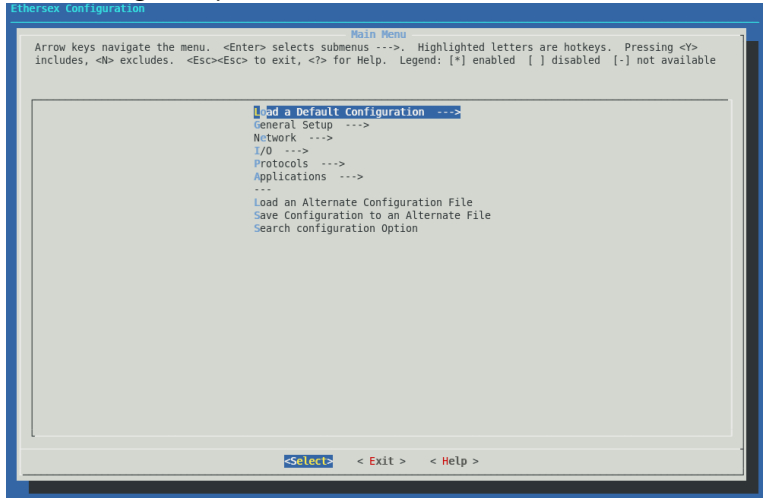 Ethersex Configuration
Main Menu
Arrow keys navigate the menu. <Enter> selects submenus --->. Highlighted letters are hotkeys. Pressing <Y>
includes, <N> excludes. <Esc><Esc> to exit, <?> for Help. Legend: [*] enabled [ ] disabled [-] not available
Load a Default Configuration --->
General Setup --->
Network --->
I/O --->
Protocols --->
Applications --->
---
Load an Alternate Configuration File
Save Configuration to an Alternate File
Search configuration Option
<Select> < Exit > < Help >